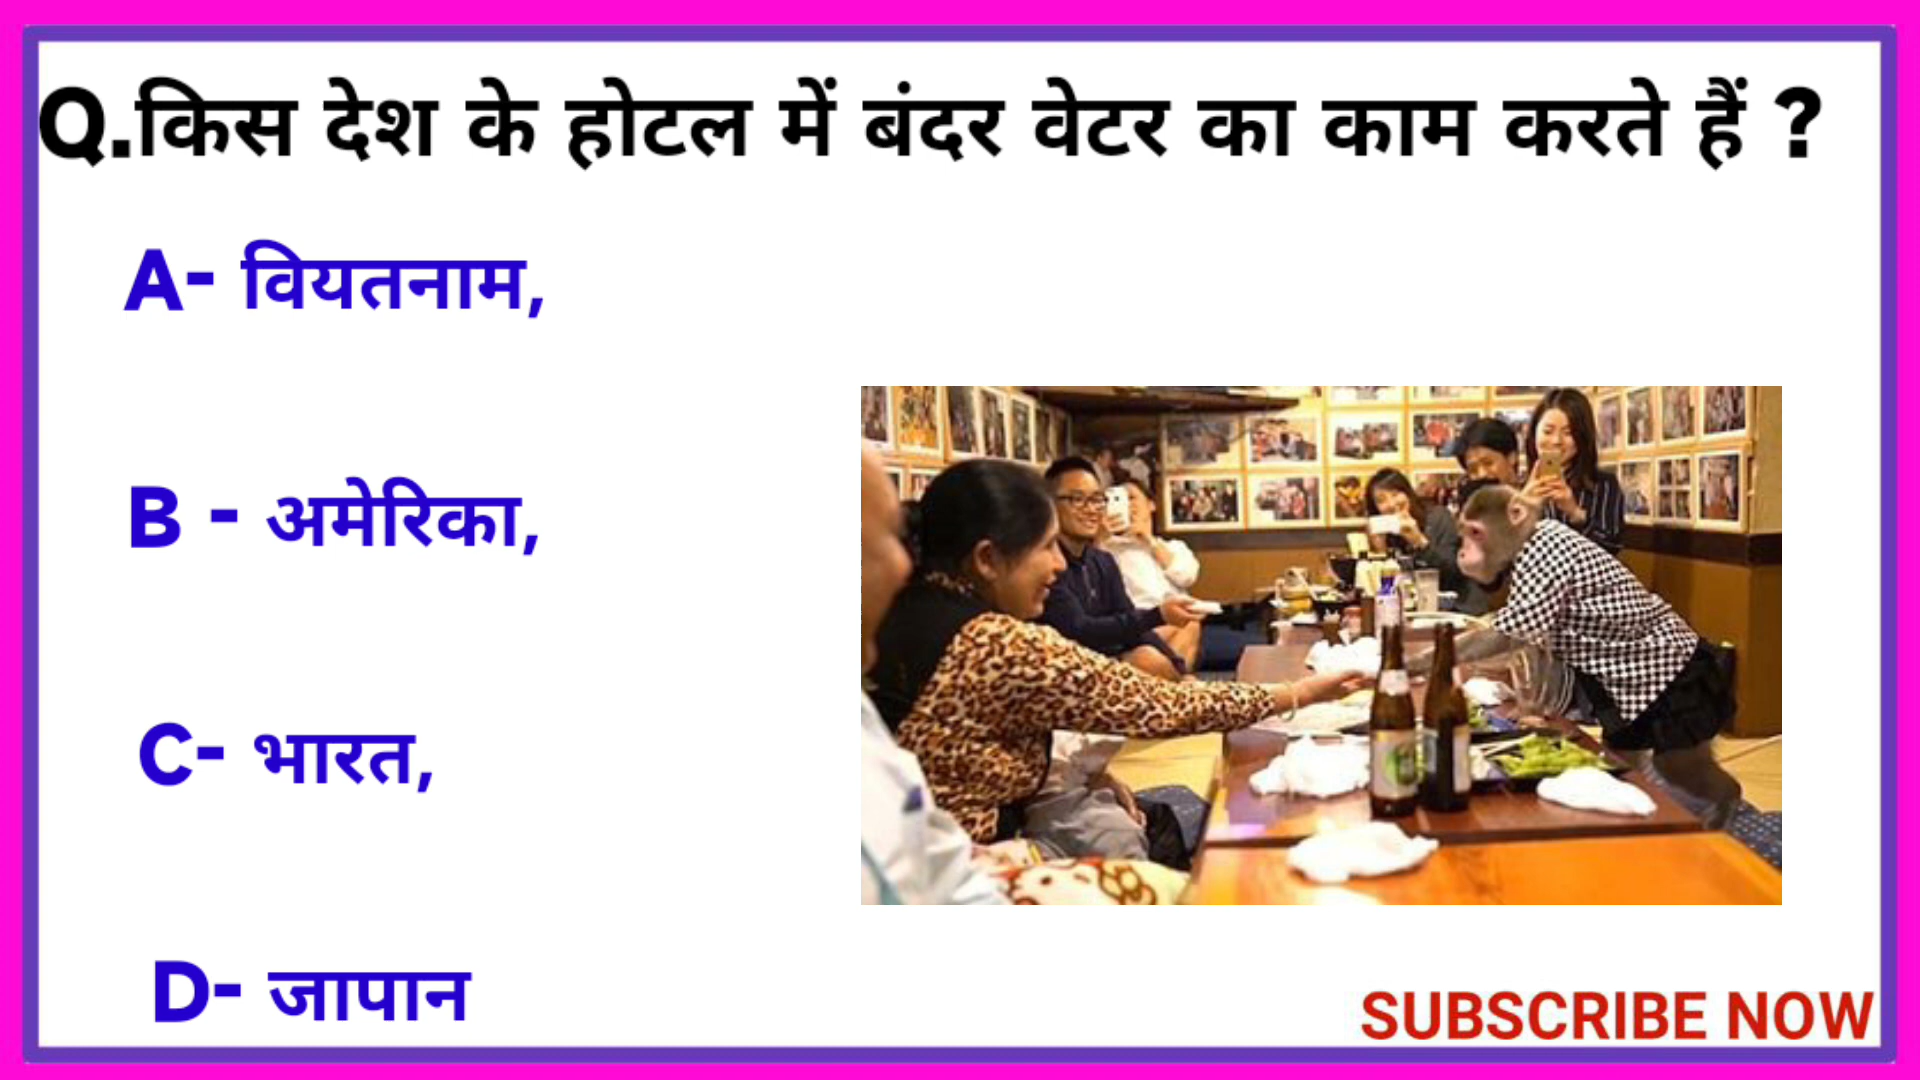 Q.किस देश के होटल में बंदर वेटर का काम करते हैं ?
A- वियतनाम,
B - अमेरिका,
C- भारत,
D- जापान
SUBSCRIBE NOW